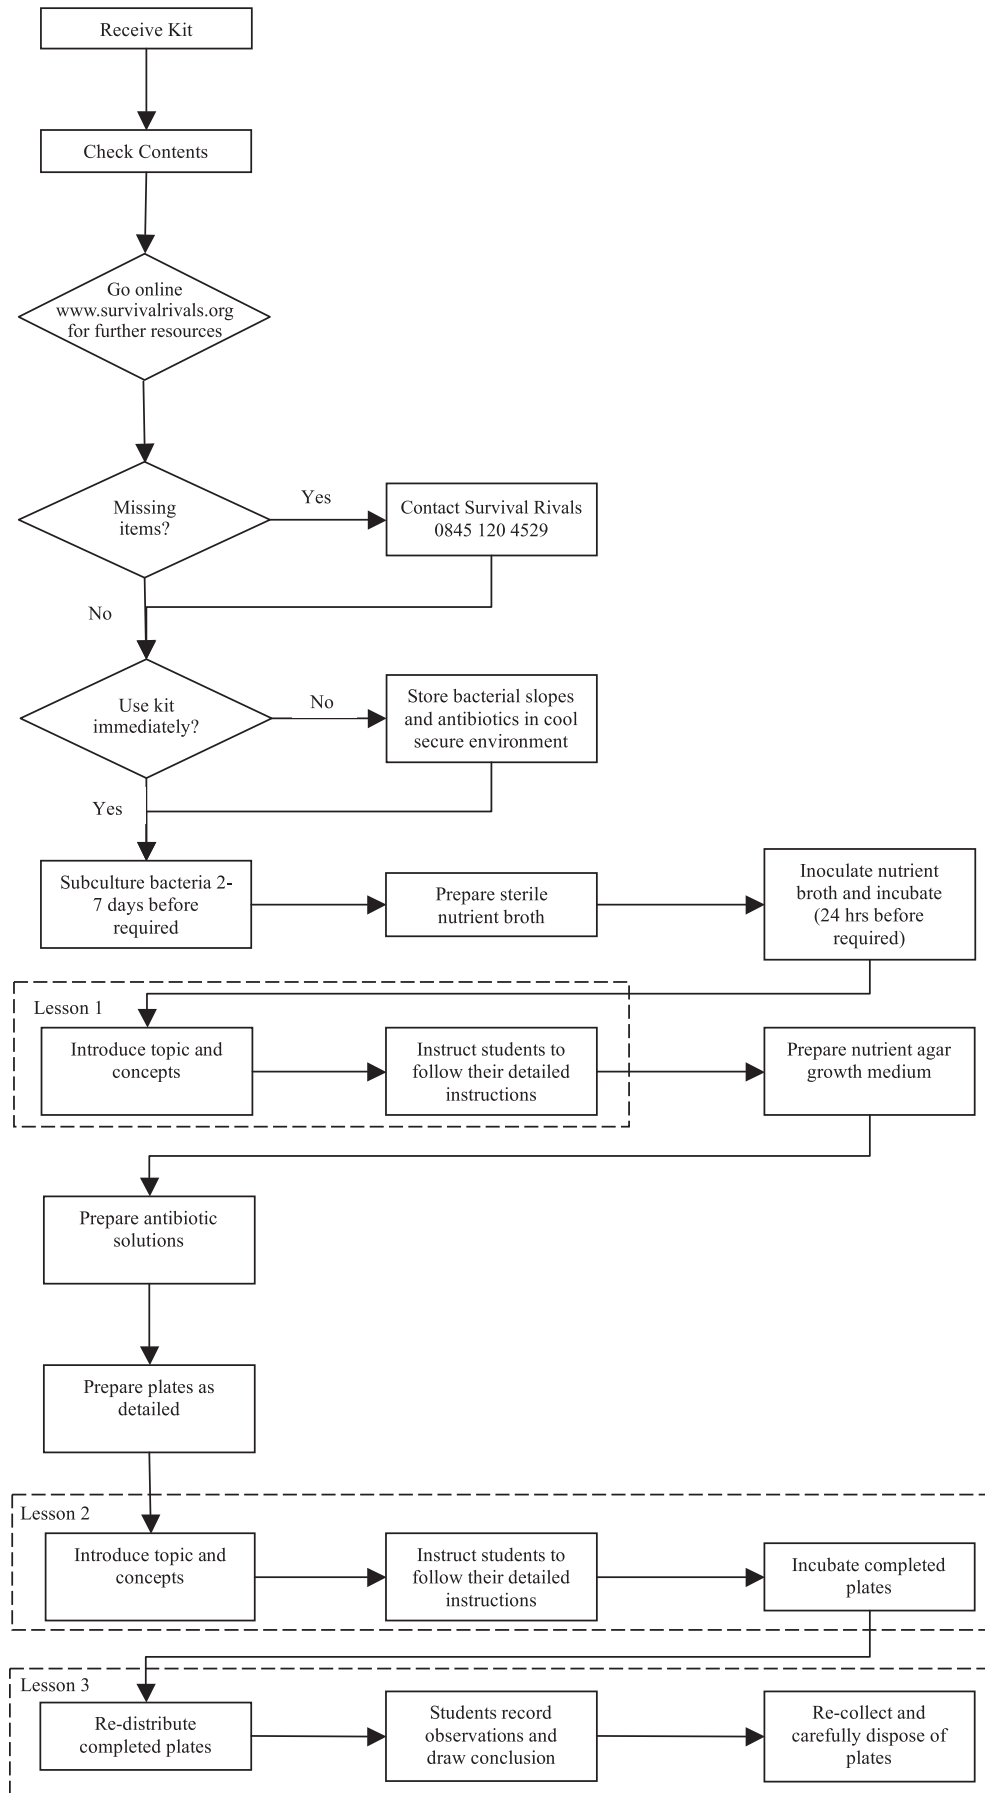 Receive Kit
Check Contents
Go online
www.survivalrivals.org
for further resources
Missing
items?
Yes
Contact Survival Rivals
0845 120 4529
No
Use kit
immediately?
No
Store bacterial slopes
and antibiotics in cool
secure environment
Yes
Subculture bacteria 2-
7 days before
required
Prepare sterile
nutrient broth
Inoculate nutrient
broth and incubate
(24 hrs before
required)
Lesson 1
Introduce topic and
concepts
Instruct students to
follow their detailed
instructions
Prepare nutrient agar
growth medium
Prepare antibiotic
solutions
Prepare plates as
detailed
Lesson 2
Introduce topic and
concepts
Instruct students to
follow their detailed
instructions
Incubate completed
plates
Lesson 3
Re-distribute
completed plates
Students record
observations and
draw conclusion
Re-collect and
carefully dispose of
plates